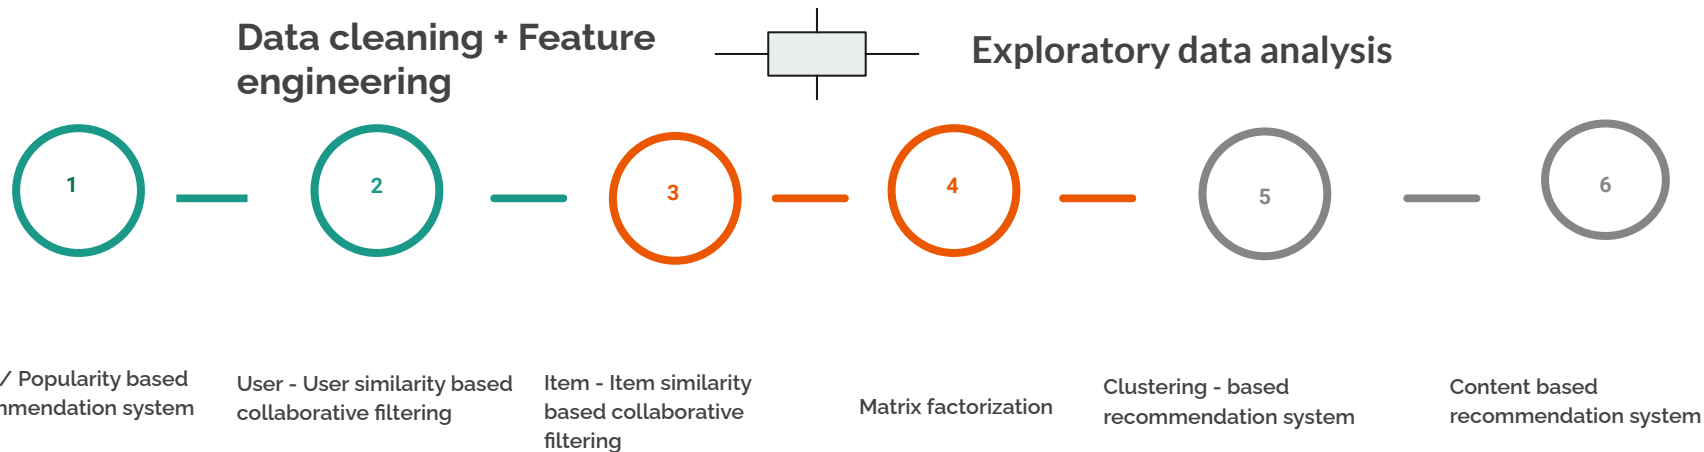 Data cleaning + Feature
engineering
Exploratory data analysis
1
2
3
4
5
6
/ Popularity based
mmendation system
User - User similarity based
collaborative filtering
Item - Item similarity
based collaborative
filtering
Matrix factorization
Clustering - based
recommendation system
Content based
recommendation system